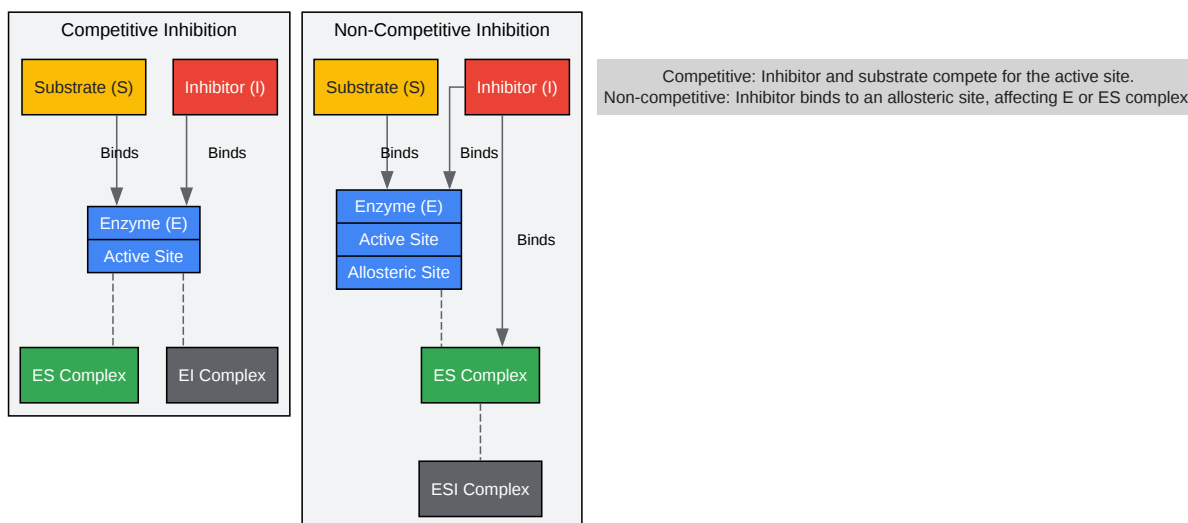 Competitive Inhibition
Substrate (S)
Inhibitor (I)
Binds
Binds
Enzyme (E)
Active Site
ES Complex
EI Complex
Non-Competitive Inhibition
Substrate (S)
Inhibitor (I)
Binds
Binds
Enzyme (E)
Active Site
Allosteric Site
Binds
ES Complex
ESI Complex
Competitive: Inhibitor and substrate compete for the active site.
Non-competitive: Inhibitor binds to an allosteric site, affecting E or ES complex